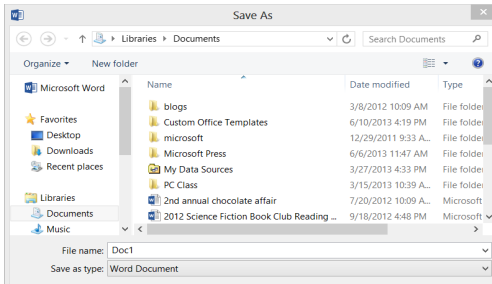 Save As
Libraries Documents Search Documents
Organize New folder
Microsoft Word
Favorites
Desktop
Downloads
Recent places
Libraries
Documents
Music
Name Date modified Type
blogs 3/8/2012 10:09 AM File folder
Custom Office Templates 6/10/2013 4:19 PM File folder
microsoft 12/29/2011 9:33 A... File folder
Microsoft Press 6/6/2013 11:47 AM File folder
My Data Sources 3/27/2013 4:33 PM File folder
PC Class 3/15/2013 10:39 A... File folder
2nd annual chocolate affair 7/20/2012 10:09 A... Microsoft
2012 Science Fiction Book Club Reading ... 9/18/2012 4:48 PM Microsoft
File name: Doc1
Save as type: Word Document